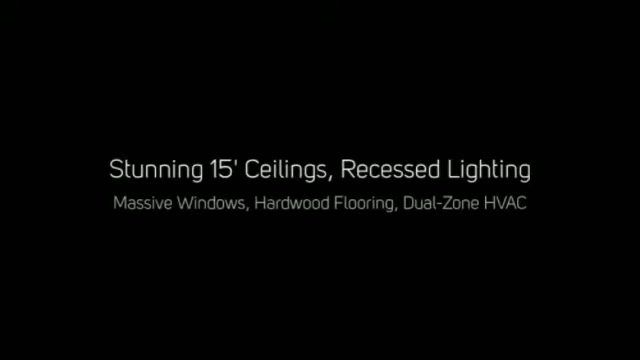 Stunning 15' Ceilings, Recessed Lighting
Massive Windows, Hardwood Flooring, Dual-Zone HVAC